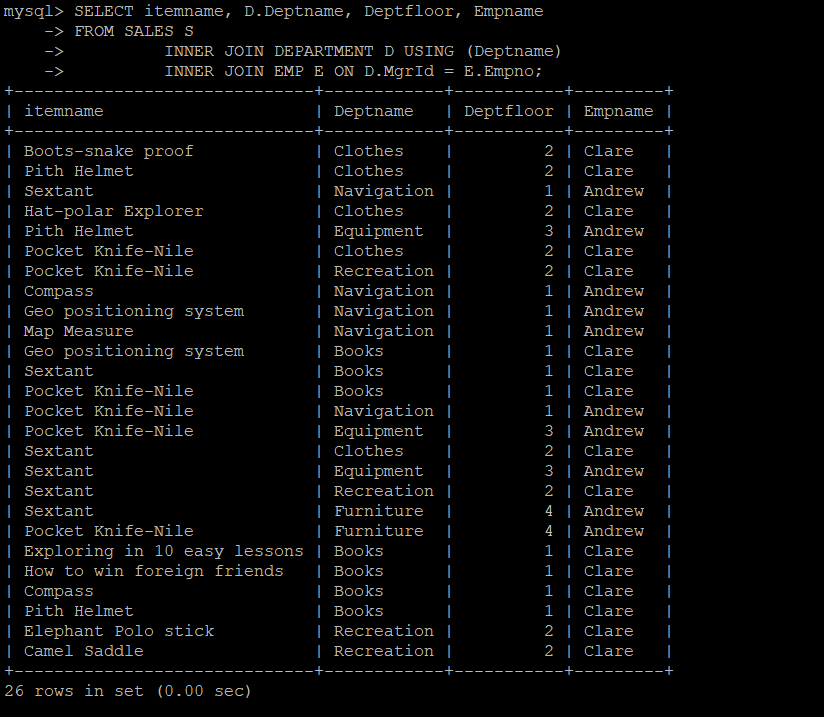 mysql> SELECT itemname, D.Deptname, Deptfloor, Empname
    -> FROM SALES S
    ->          INNER JOIN DEPARTMENT D USING (Deptname)
    ->          INNER JOIN EMP E ON D.MgrId = E.Empno;
+------------------------------+------------+-----------+---------+
| itemname                     | Deptname   | Deptfloor | Empname |
+------------------------------+------------+-----------+---------+
| Boots-snake proof            | Clothes    |         2 | Clare   |
| Pith Helmet                  | Clothes    |         2 | Clare   |
| Sextant                      | Navigation |         1 | Andrew  |
| Hat-polar Explorer           | Clothes    |         2 | Clare   |
| Pith Helmet                  | Equipment  |         3 | Andrew  |
| Pocket Knife-Nile            | Clothes    |         2 | Clare   |
| Pocket Knife-Nile            | Recreation |         2 | Clare   |
| Compass                      | Navigation |         1 | Andrew  |
| Geo positioning system       | Navigation |         1 | Andrew  |
| Map Measure                  | Navigation |         1 | Andrew  |
| Geo positioning system       | Books      |         1 | Clare   |
| Sextant                      | Books      |         1 | Clare   |
| Pocket Knife-Nile            | Books      |         1 | Clare   |
| Pocket Knife-Nile            | Navigation |         1 | Andrew  |
| Pocket Knife-Nile            | Equipment  |         3 | Andrew  |
| Sextant                      | Clothes    |         2 | Clare   |
| Sextant                      | Equipment  |         3 | Andrew  |
| Sextant                      | Recreation |         2 | Clare   |
| Sextant                      | Furniture  |         4 | Andrew  |
| Pocket Knife-Nile            | Furniture  |         4 | Andrew  |
| Exploring in 10 easy lessons | Books      |         1 | Clare   |
| How to win foreign friends   | Books      |         1 | Clare   |
| Compass                      | Books      |         1 | Clare   |
| Pith Helmet                  | Books      |         1 | Clare   |
| Elephant Polo stick          | Recreation |         2 | Clare   |
| Camel Saddle                 | Recreation |         2 | Clare   |
+------------------------------+------------+-----------+---------+
26 rows in set (0.00 sec)